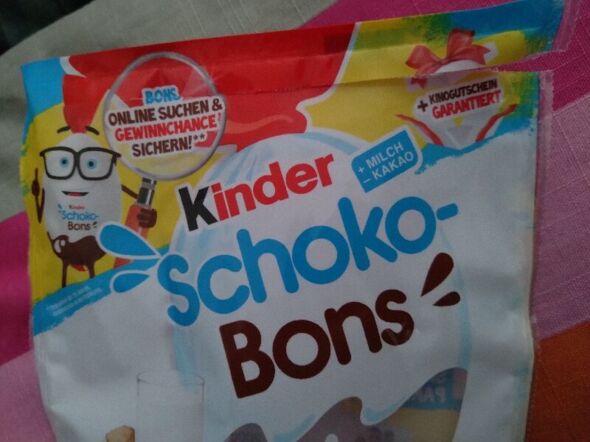 BONS
ONLINE SUCHEN &
GEWINNCHANCE
SICHERN!**
+ KINOGUTSCHEIN
GARANTIERT
Kinder
+ MILCH
– KAKAO
Schoko-
Bons
Kinder
Schoko-
Bons